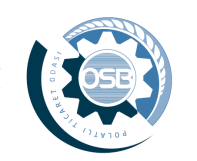 OSB
POLATLI TİCARET ODASI